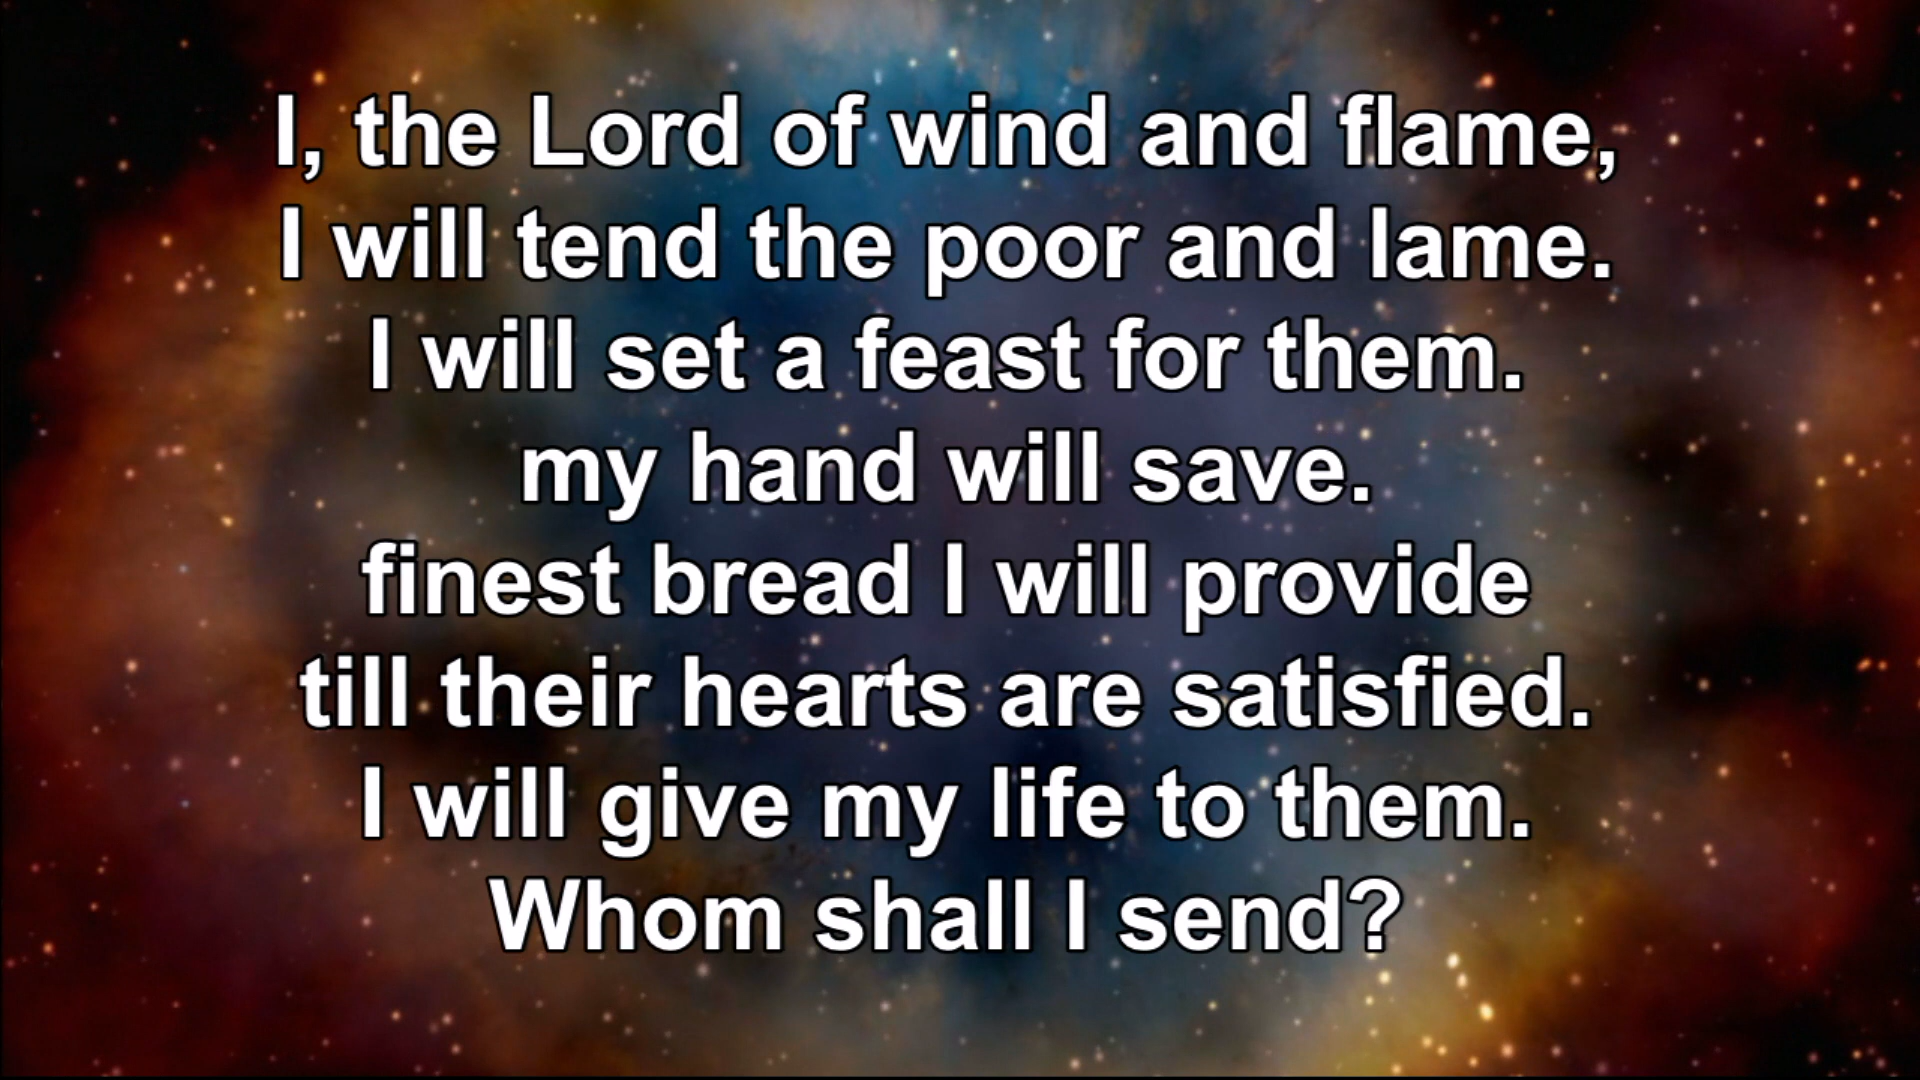 I, the Lord of wind and flame,
I will tend the poor and lame.
I will set a feast for them.
my hand will save.
finest bread I will provide
till their hearts are satisfied.
I will give my life to them.
Whom shall I send?